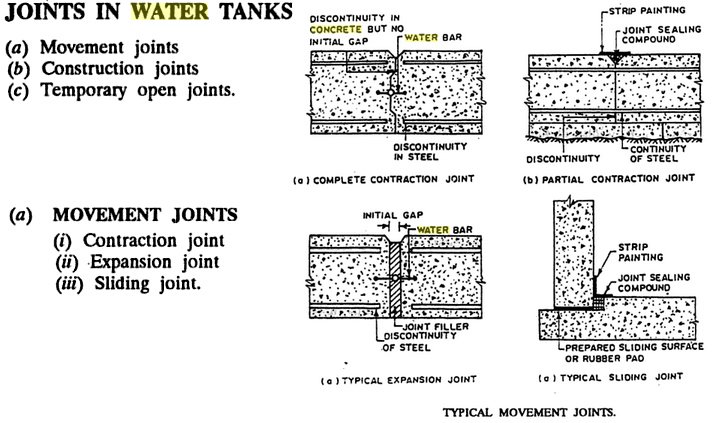 JOINTS IN WATER TANKS
(a) Movement joints
(b) Construction joints
(c) Temporary open joints.
DISCONTINUITY IN
CONCRETE BUT NO
INITIAL GAP
WATER BAR
DISCONTINUITY
IN STEEL
(a) COMPLETE CONTRACTION JOINT
STRIP PAINTING
JOINT SEALING
COMPOUND
DISCONTINUITY
CONTINUITY
OF STEEL
(b) PARTIAL CONTRACTION JOINT
(a) MOVEMENT JOINTS
(i) Contraction joint
(ii) Expansion joint
(iii) Sliding joint.
INITIAL GAP
WATER BAR
JOINT FILLER
DISCONTINUITY
OF STEEL
(a) TYPICAL EXPANSION JOINT
STRIP
PAINTING
JOINT SEALING
COMPOUND
PREPARED SLIDING SURFACE
OR RUBBER PAD
(a) TYPICAL SLIDING JOINT
TYPICAL MOVEMENT JOINTS.